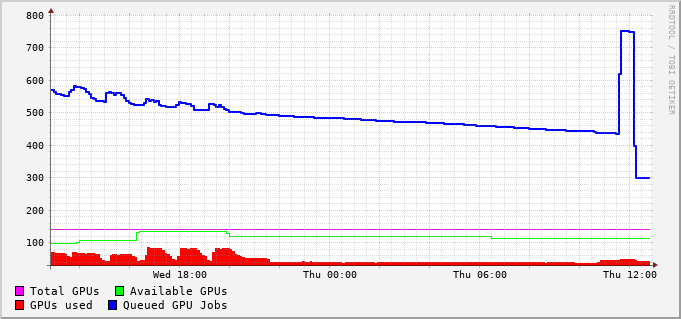 800
700
600
500
400
300
200
100
Wed 18:00 Thu 00:00 Thu 06:00 Thu 12:00
Total GPUs Available GPUs
GPUs used Queued GPU Jobs
RRDTOOL / TOBI OETIKER